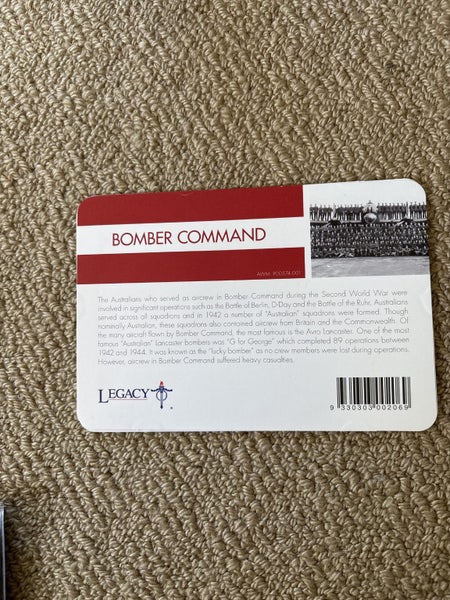 BOMBER COMMAND
AWM P00374.001
The Australians who served as aircrew in Bomber Command during the Second World War were
involved in significant operations such as the Battle of Berlin, D-Day and the Battle of the Ruhr. Australians
served across all squadrons and in 1942 a number of "Australian" squadrons were formed. Though
nominally Australian, these squadrons also contained aircrew from Britain and the Commonwealth. Of
the many aircraft flown by Bomber Command, the most famous is the Avro Lancaster. One of the most
famous "Australian" Lancaster bombers was "G for George" which completed 89 operations between
1942 and 1944. It was known as the "lucky bomber" as no crew members were lost during operations.
However, aircrew in Bomber Command suffered heavy casualties.
LEGACY
9 330303 002069